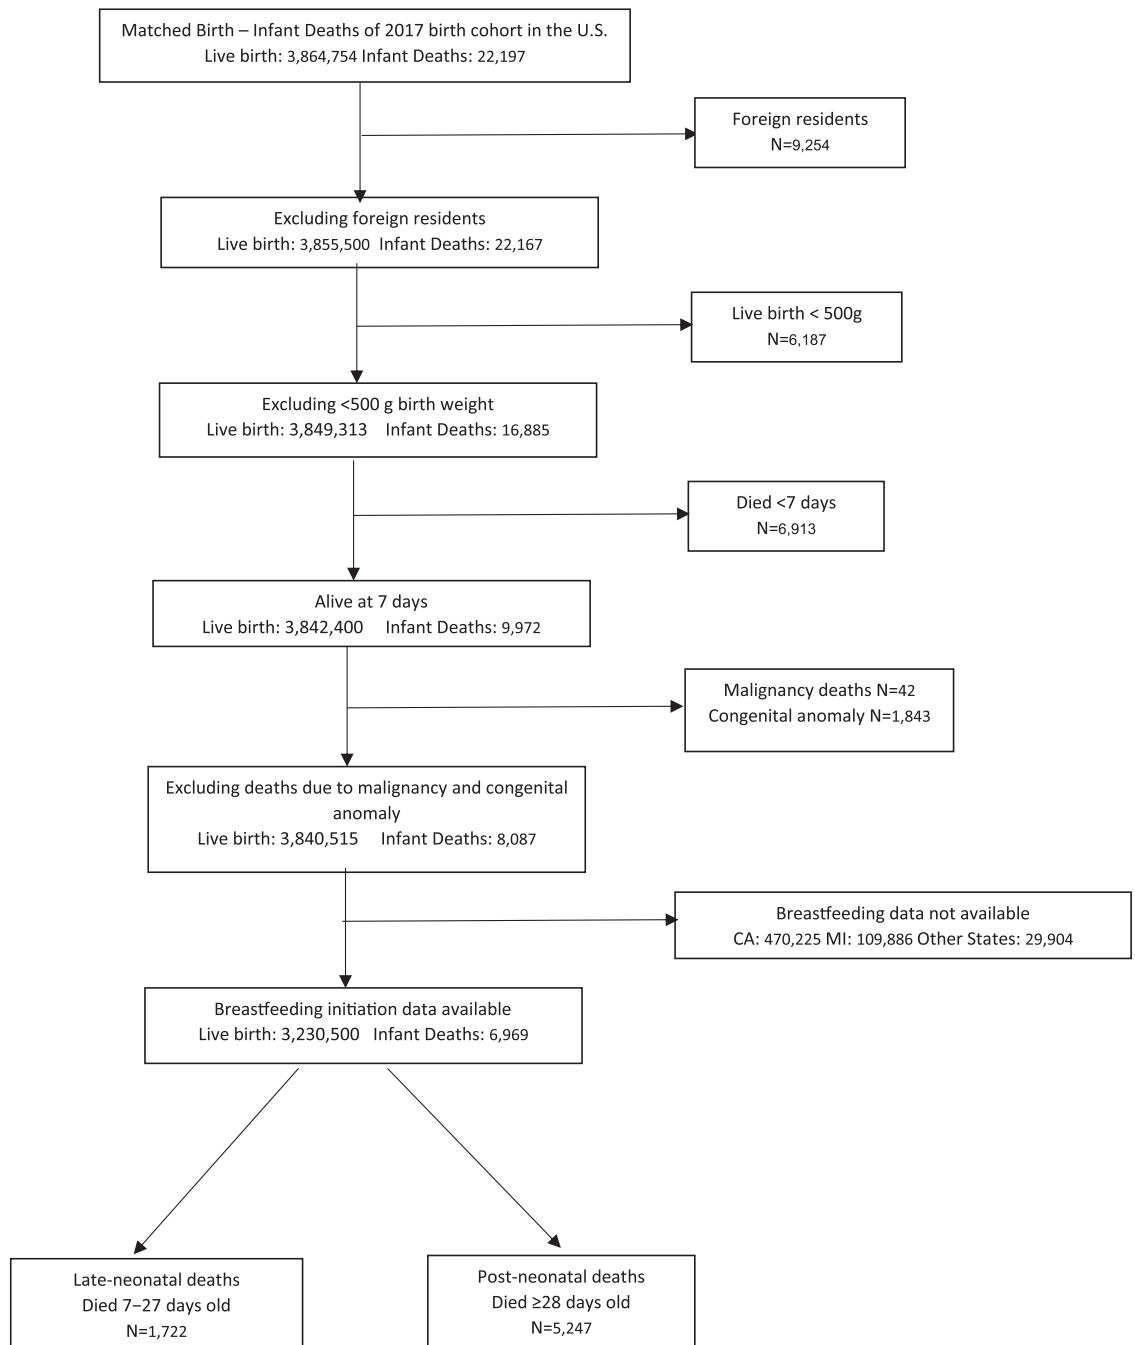 Matched Birth – Infant Deaths of 2017 birth cohort in the U.S.
Live birth: 3,864,754 Infant Deaths: 22,197
Foreign residents
N=9,254
Excluding foreign residents
Live birth: 3,855,500 Infant Deaths: 22,167
Live birth < 500g
N=6,187
Excluding <500 g birth weight
Live birth: 3,849,313 Infant Deaths: 16,885
Died <7 days
N=6,913
Alive at 7 days
Live birth: 3,842,400 Infant Deaths: 9,972
Malignancy deaths N=42
Congenital anomaly N=1,843
Excluding deaths due to malignancy and congenital
anomaly
Live birth: 3,840,515 Infant Deaths: 8,087
Breastfeeding data not available
CA: 470,225 MI: 109,886 Other States: 29,904
Breastfeeding initiation data available
Live birth: 3,230,500 Infant Deaths: 6,969
Late-neonatal deaths
Died 7–27 days old
N=1,722
Post-neonatal deaths
Died ≥28 days old
N=5,247